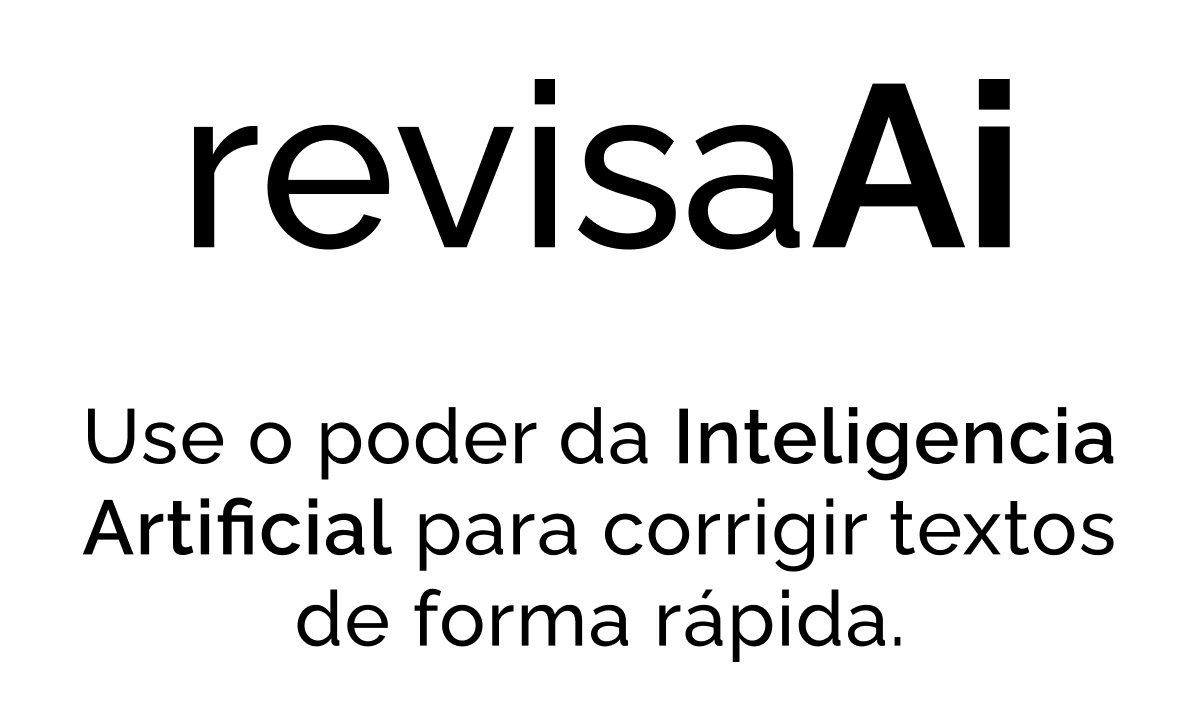 revisaAi
Use o poder da Inteligencia
Artificial para corrigir textos
de forma rápida.